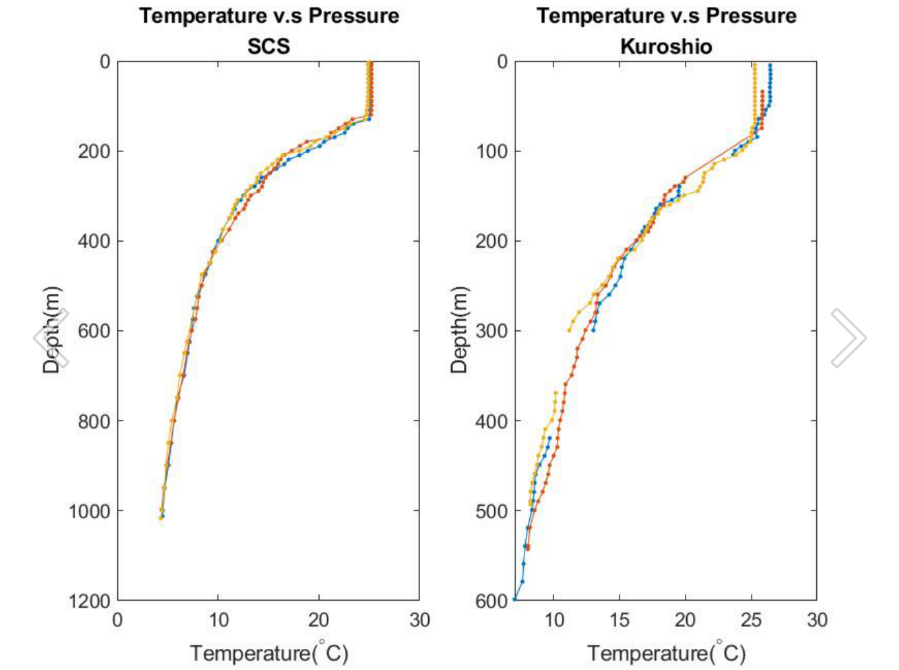 Temperature v.s Pressure
SCS
0
200
400
600
800
1000
1200
Depth(m)
0
10
20
30
Temperature(°C)
Temperature v.s Pressure
Kuroshio
0
100
200
300
400
500
600
Depth(m)
10
15
20
25
30
Temperature(°C)